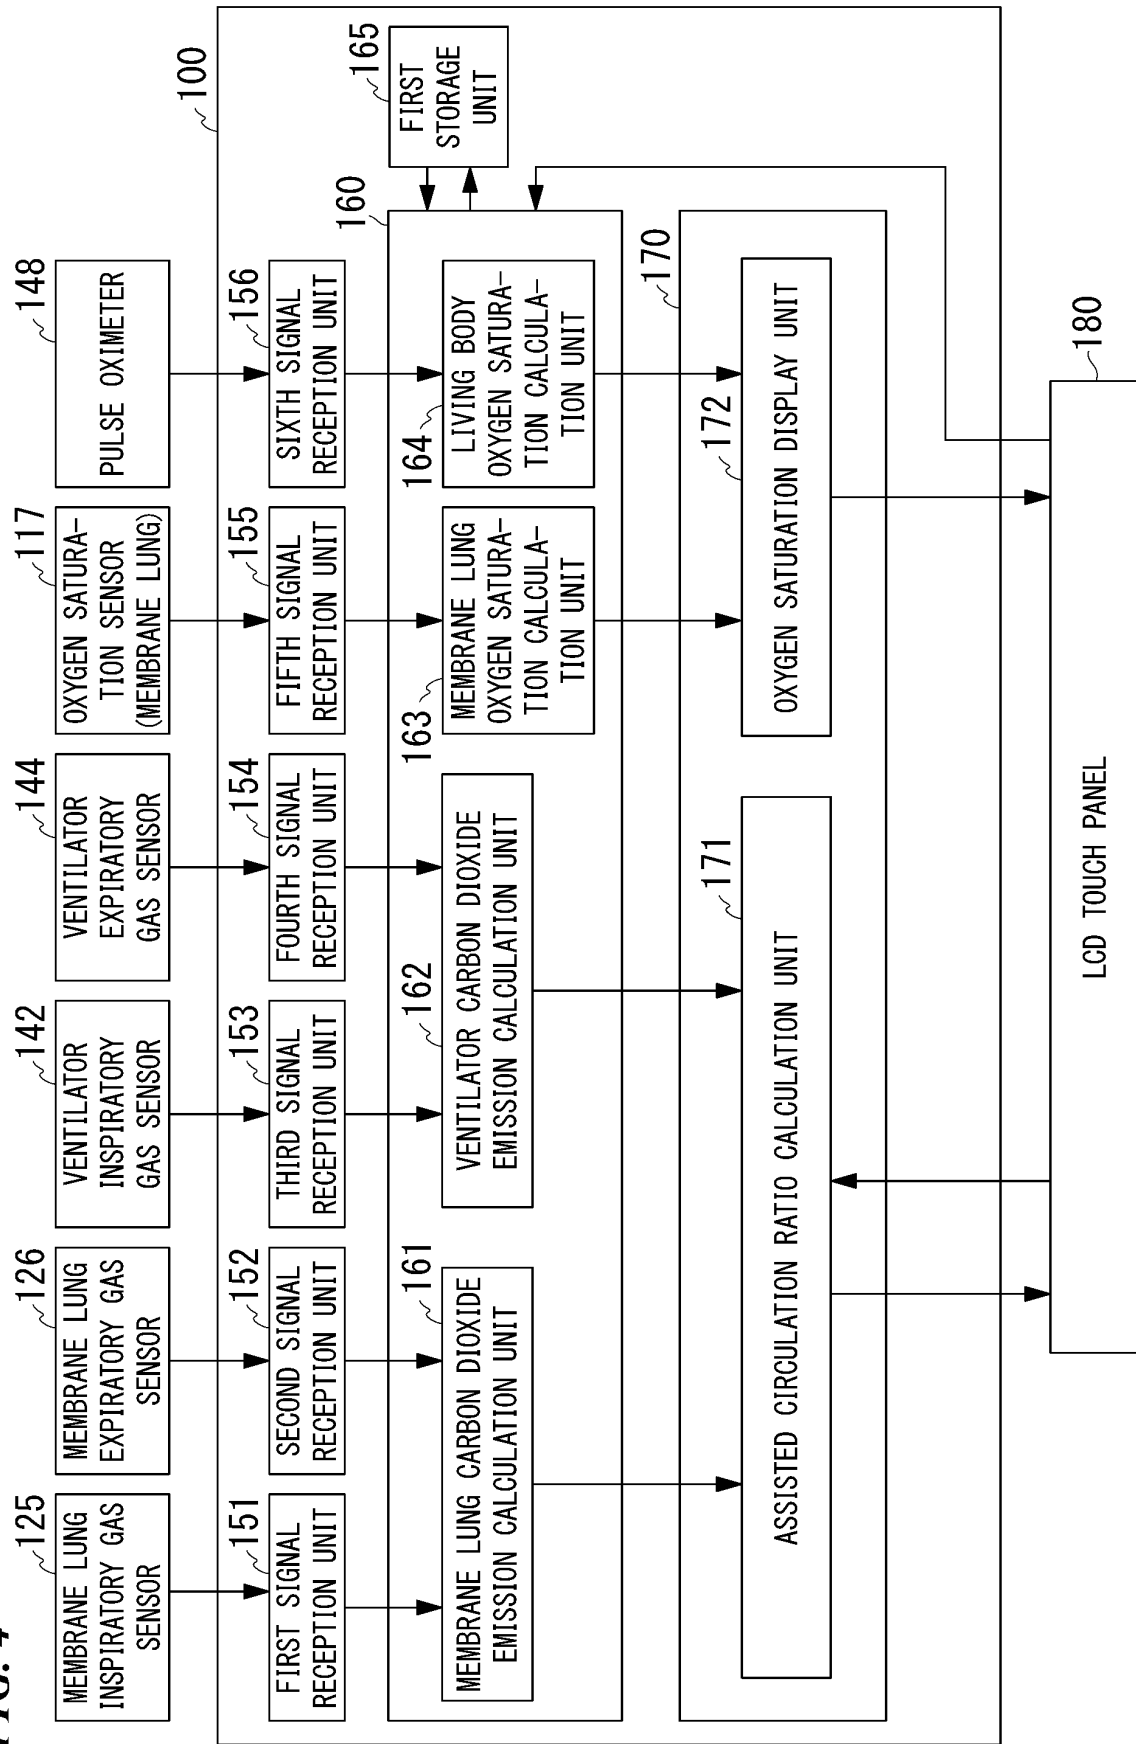 FIG. 4
125
MEMBRANE LUNG
INSPIRATORY GAS
SENSOR
126
MEMBRANE LUNG
EXPIRATORY GAS
SENSOR
142
VENTILATOR
INSPIRATORY
GAS SENSOR
144
VENTILATOR
EXPIRATORY
GAS SENSOR
117
OXYGEN SATURA-
TION SENSOR
(MEMBRANE LUNG)
148
PULSE OXIMETER
100
151
FIRST SIGNAL
RECEPTION UNIT
152
SECOND SIGNAL
RECEPTION UNIT
153
THIRD SIGNAL
RECEPTION UNIT
154
FOURTH SIGNAL
RECEPTION UNIT
155
FIFTH SIGNAL
RECEPTION UNIT
156
SIXTH SIGNAL
RECEPTION UNIT
160
165
FIRST
STORAGE
UNIT
161
MEMBRANE LUNG CARBON DIOXIDE
EMISSION CALCULATION UNIT
162
VENTILATOR CARBON DIOXIDE
EMISSION CALCULATION UNIT
163
MEMBRANE LUNG
OXYGEN SATURA-
TION CALCULA-
TION UNIT
164
LIVING BODY
OXYGEN SATURA-
TION CALCULA-
TION UNIT
170
171
ASSISTED CIRCULATION RATIO CALCULATION UNIT
172
OXYGEN SATURATION DISPLAY UNIT
180
LCD TOUCH PANEL